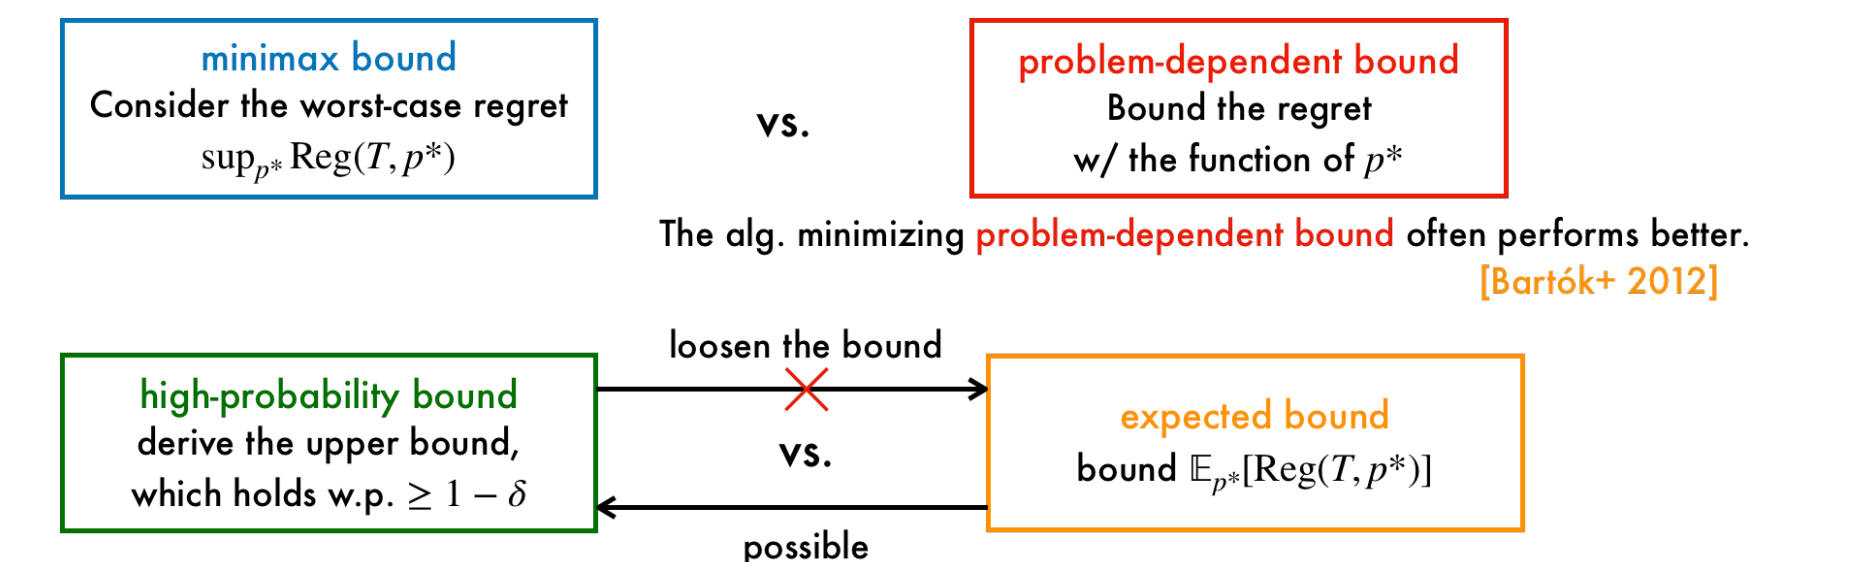 minimax bound
Consider the worst-case regret
sup_{p*} Reg(T, p*)
vs.
problem-dependent bound
Bound the regret
w/ the function of p*
The alg. minimizing problem-dependent bound often performs better.
[Bartók+ 2012]
loosen the bound
high-probability bound
derive the upper bound,
which holds w.p. ≥ 1 − δ
vs.
expected bound
bound 𝔼_{p*}[Reg(T, p*)]
possible